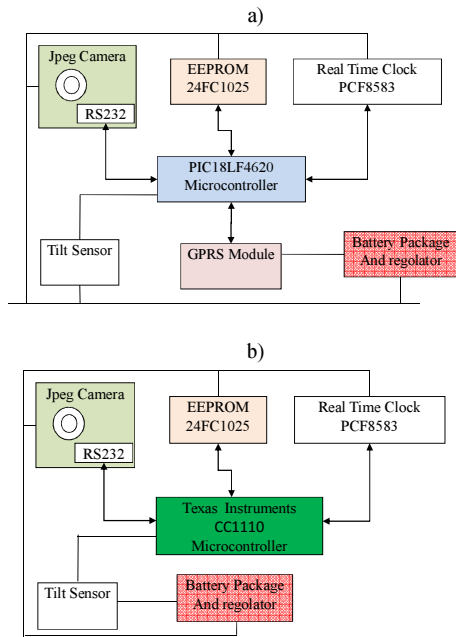 a)
Jpeg Camera
RS232
EEPROM
24FC1025
Real Time Clock
PCF8583
PIC18LF4620
Microcontroller
Tilt Sensor
GPRS Module
Battery Package
And regolator
b)
Jpeg Camera
RS232
EEPROM
24FC1025
Real Time Clock
PCF8583
Texas Instruments
CC1110
Microcontroller
Tilt Sensor
Battery Package
And regolator